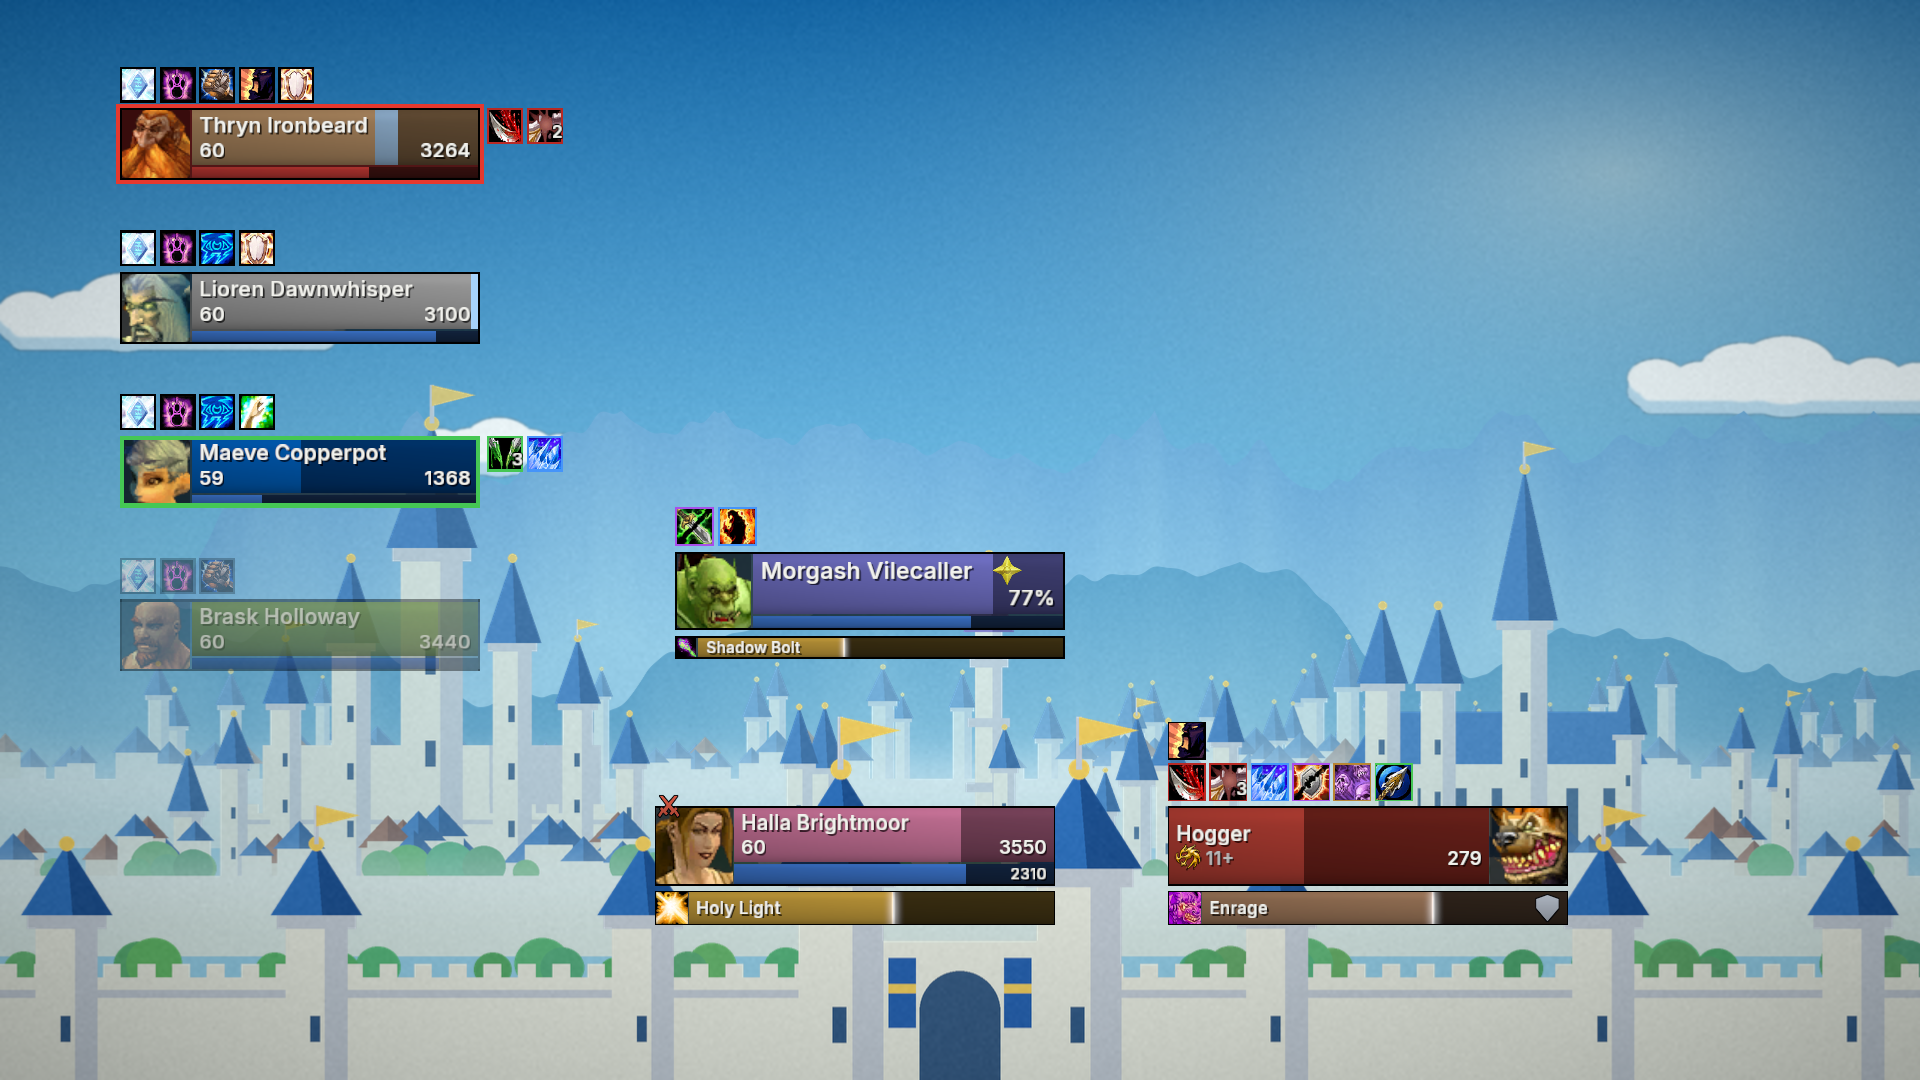 Thryn Ironbeard
60 3264
2
Lioren Dawnwhisper
60 3100
Maeve Copperpot
59 1368
3
Brask Holloway
60 3440
Morgash Vilecaller
77%
Shadow Bolt
Halla Brightmoor
60 3550
2310
Holy Light
3
Hogger
11+ 279
Enrage